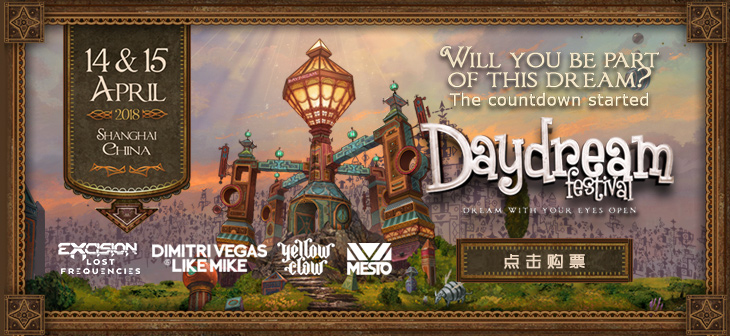 14 & 15
APRIL
2018
SHANGHAI
CHINA
WILL YOU BE PART
OF THIS DREAM?
The countdown started
Daydream
festival
DREAM WITH YOUR EYES OPEN
EXCISION
LOST
FREQUENCIES
DIMITRI VEGAS
& LIKE MIKE
yellow
claw
MESTO
点击购票